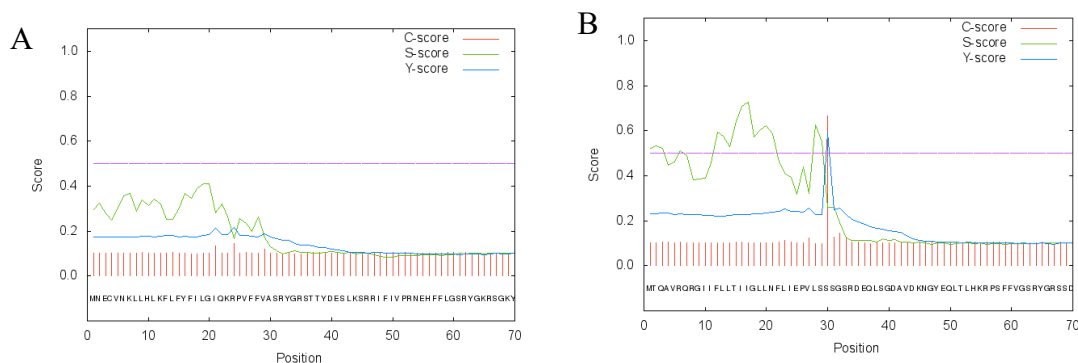 A
C-score
S-score
Y-score
1.0
0.8
0.6
0.4
0.2
0.0
Score
MNECVNKLLHLKFLFYFILGIQKRPVFFVASRYGRSTTYDESLKSRRIFIVPRNEHFFLGSRYGKRSGKY
0 10 20 30 40 50 60 70
Position
B
C-score
S-score
Y-score
1.0
0.8
0.6
0.4
0.2
0.0
Score
MTQAVRQRGIIFLLTIIGLLNFLIEPVLSSSGSRDEQLSGDAVDKNGYEQLTLHKRPSFFVGSRYGRSSD
0 10 20 30 40 50 60 70
Position